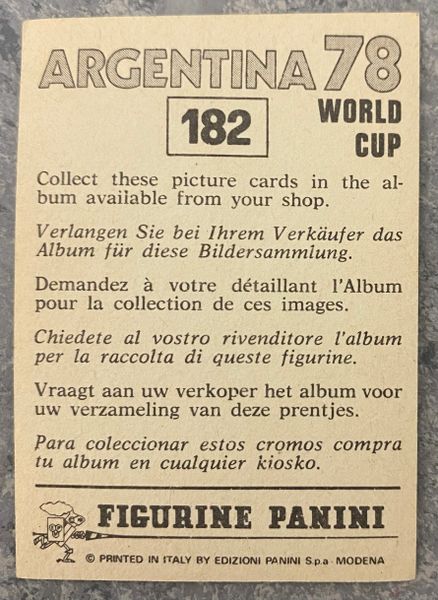 ARGENTINA 78
182
WORLD
CUP
Collect these picture cards in the al-
bum available from your shop.
Verlangen Sie bei Ihrem Verkäufer das
Album für diese Bildersammlung.
Demandez à votre détaillant l'Album
pour la collection de ces images.
Chiedete al vostro rivenditore l'album
per la raccolta di queste figurine.
Vraagt aan uw verkoper het album voor
uw verzameling van deze prentjes.
Para coleccionar estos cromos compra
tu album en cualquier kiosko.
FIGURINE PANINI
© PRINTED IN ITALY BY EDIZIONI PANINI S.p.a - MODENA